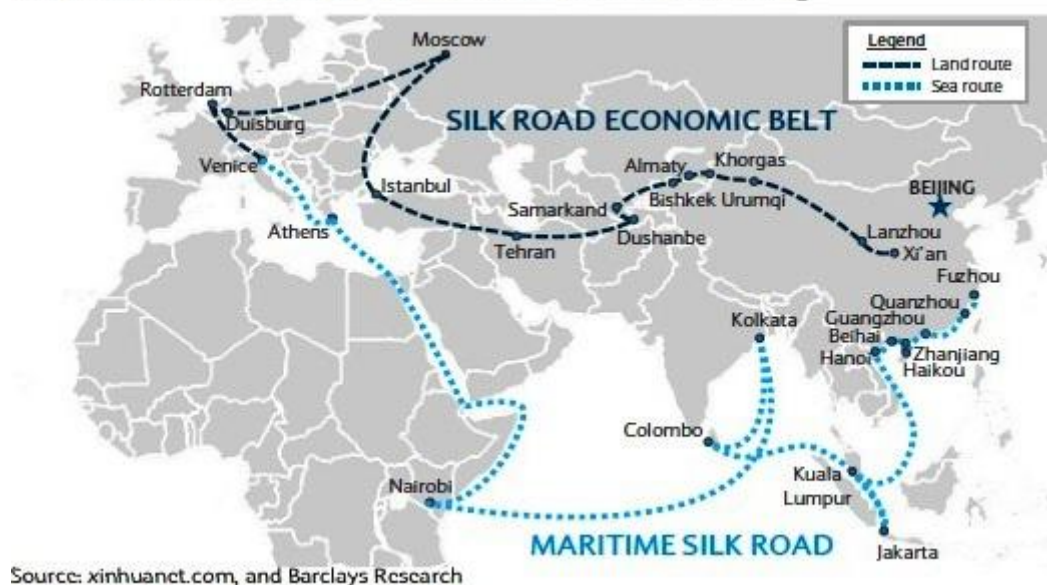 Legend
Land route
Sea route
Moscow
Rotterdam
Duisburg
SILK ROAD ECONOMIC BELT
Venice
Almaty
Khorgas
Istanbul
Bishkek Urumqi
BEIJING
Samarkand
Athens
Tehran
Dushanbe
Lanzhou
Xi'an
Fuzhou
Quanzhou
Kolkata
Guangzhou
Beihai
Hanoi
Zhanjiang
Haikou
Colombo
Kuala
Lumpur
Nairobi
MARITIME SILK ROAD
Jakarta
Source: xinhuanet.com, and Barclays Research